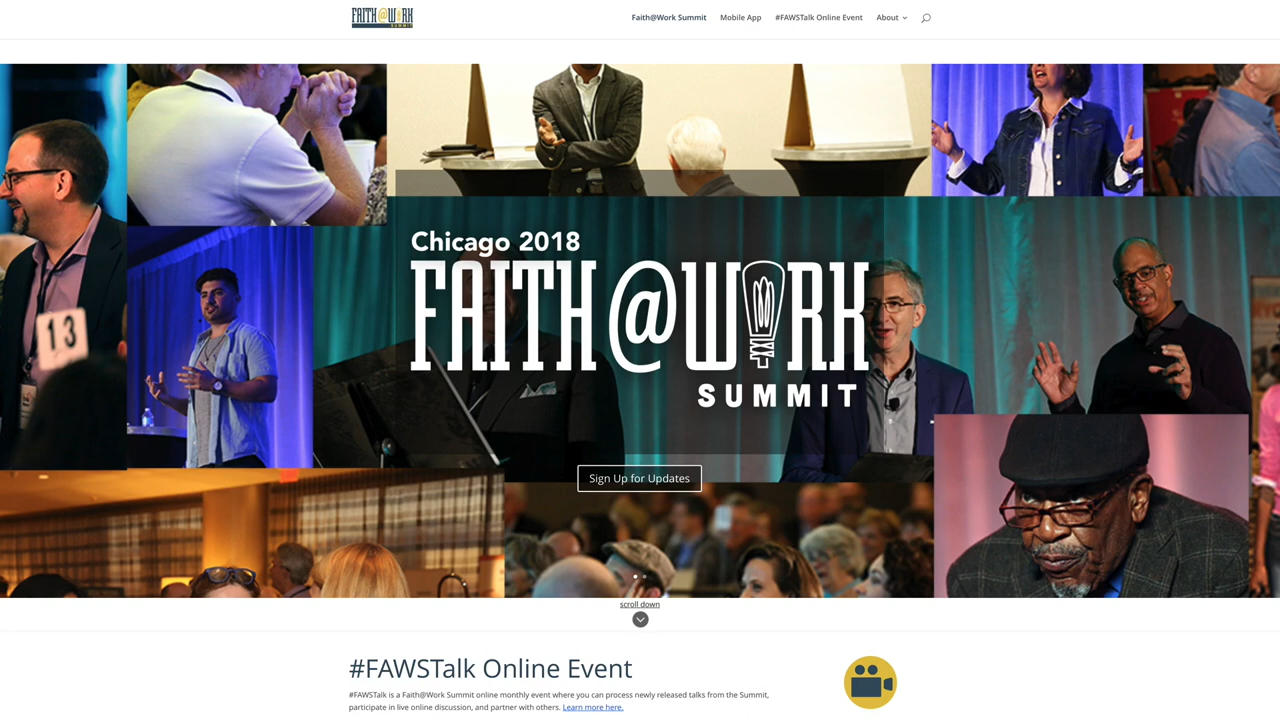 FAITH@WORK
SUMMIT
Faith@Work Summit
Mobile App
#FAWSTalk Online Event
About
Chicago 2018
FAITH@WORK
SUMMIT
13
Sign Up for Updates
scroll down
#FAWSTalk Online Event
#FAWSTalk is a Faith@Work Summit online monthly event where you can process newly released talks from the Summit,
participate in live online discussion, and partner with others. Learn more here.